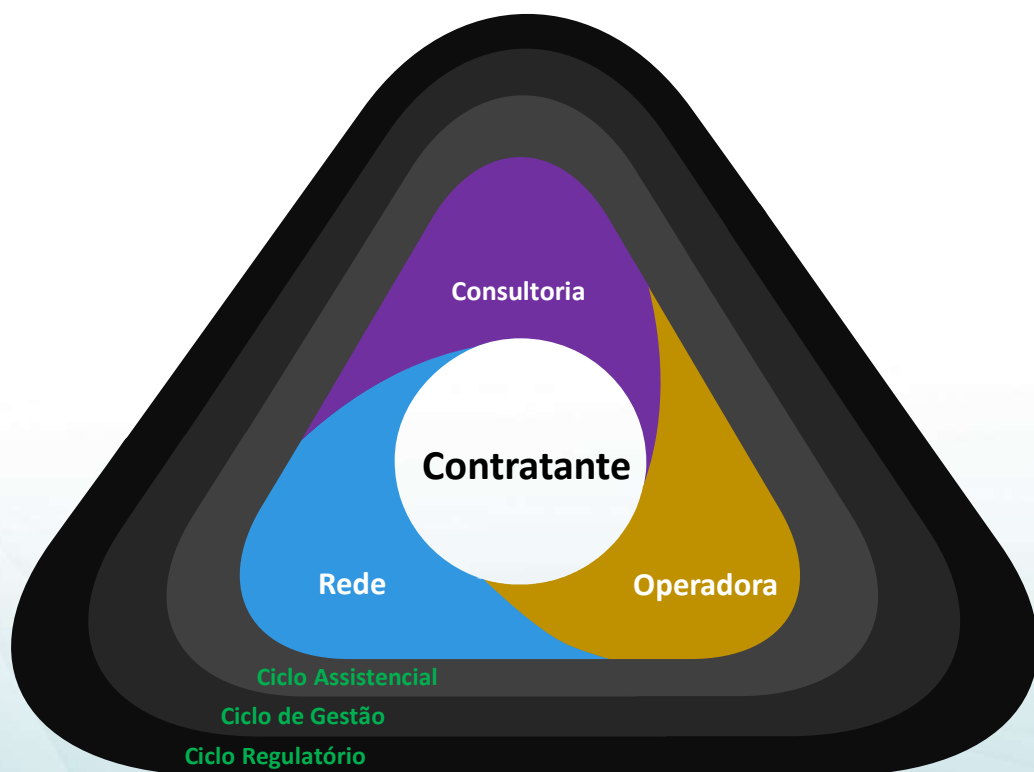 Consultoria
Contratante
Rede
Operadora
Ciclo Assistencial
Ciclo de Gestão
Ciclo Regulatório